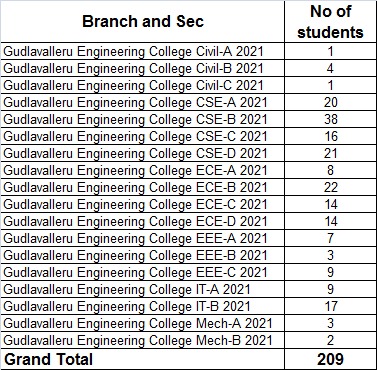 Branch and Sec No of students
Gudlavalleru Engineering College Civil-A 2021 1
Gudlavalleru Engineering College Civil-B 2021 4
Gudlavalleru Engineering College Civil-C 2021 1
Gudlavalleru Engineering College CSE-A 2021 20
Gudlavalleru Engineering College CSE-B 2021 38
Gudlavalleru Engineering College CSE-C 2021 16
Gudlavalleru Engineering College CSE-D 2021 21
Gudlavalleru Engineering College ECE-A 2021 8
Gudlavalleru Engineering College ECE-B 2021 22
Gudlavalleru Engineering College ECE-C 2021 14
Gudlavalleru Engineering College ECE-D 2021 14
Gudlavalleru Engineering College EEE-A 2021 7
Gudlavalleru Engineering College EEE-B 2021 3
Gudlavalleru Engineering College EEE-C 2021 9
Gudlavalleru Engineering College IT-A 2021 9
Gudlavalleru Engineering College IT-B 2021 17
Gudlavalleru Engineering College Mech-A 2021 3
Gudlavalleru Engineering College Mech-B 2021 2
Grand Total 209